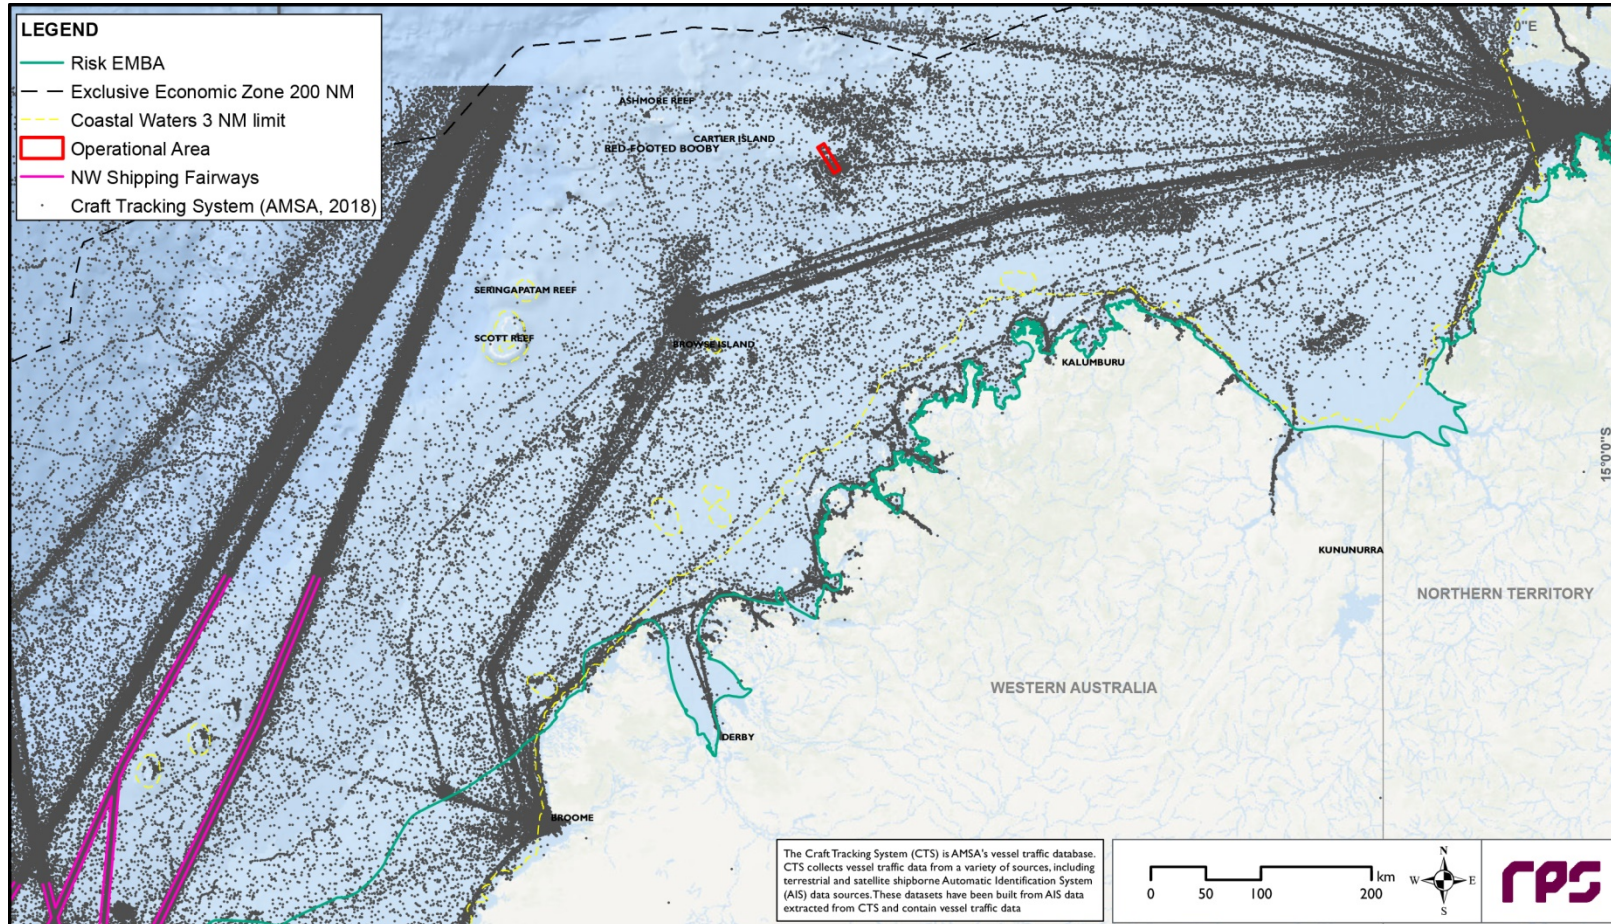 LEGEND
Risk EMBA
Exclusive Economic Zone 200 NM
Coastal Waters 3 NM limit
Operational Area
NW Shipping Fairways
Craft Tracking System (AMSA, 2018)
0"E
ASHMORE REEF
CARTIER ISLAND
RED-FOOTED BOOBY
SERINGAPATAM REEF
SCOTT REEF
BROWSE ISLAND
KALUMBURU
15°0'0"S
KUNUNURRA
NORTHERN TERRITORY
WESTERN AUSTRALIA
DERBY
BROOME
The Craft Tracking System (CTS) is AMSA's vessel traffic database.
CTS collects vessel traffic data from a variety of sources, including
terrestrial and satellite shipborne Automatic Identification System
(AIS) data sources. These datasets have been built from AIS data
extracted from CTS and contain vessel traffic data
0 50 100 200 km
N
W E
S
rps